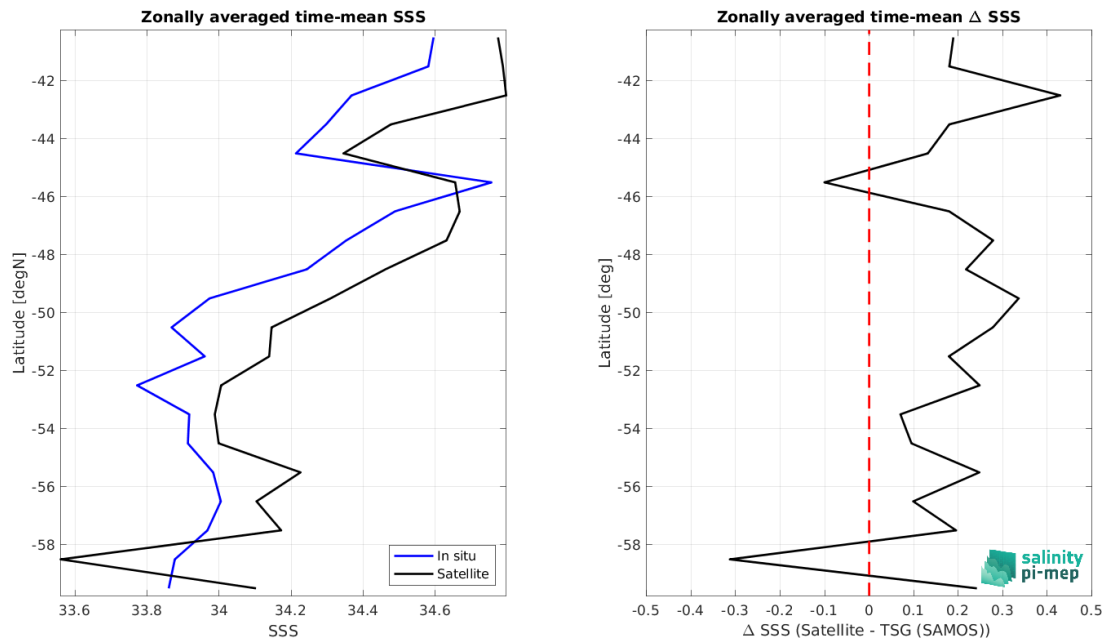 Zonally averaged time-mean SSS
Latitude [degN]
-42
-44
-46
-48
-50
-52
-54
-56
-58
33.6 33.8 34 34.2 34.4 34.6
SSS
In situ
Satellite
Zonally averaged time-mean Δ SSS
Latitude [deg]
-42
-44
-46
-48
-50
-52
-54
-56
-58
-0.5 -0.4 -0.3 -0.2 -0.1 0 0.1 0.2 0.3 0.4 0.5
Δ SSS (Satellite - TSG (SAMOS))
salinity
pi-mep